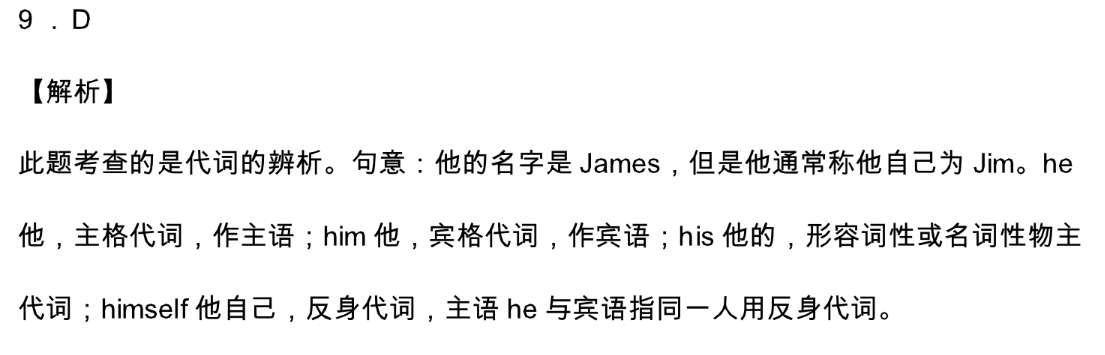 9 . D
【解析】
此题考查的是代词的辨析。句意：他的名字是 James，但是他通常称他自己为 Jim。he
他，主格代词，作主语；him 他，宾格代词，作宾语；his 他的，形容词性或名词性物主
代词；himself 他自己，反身代词，主语 he 与宾语指同一人用反身代词。